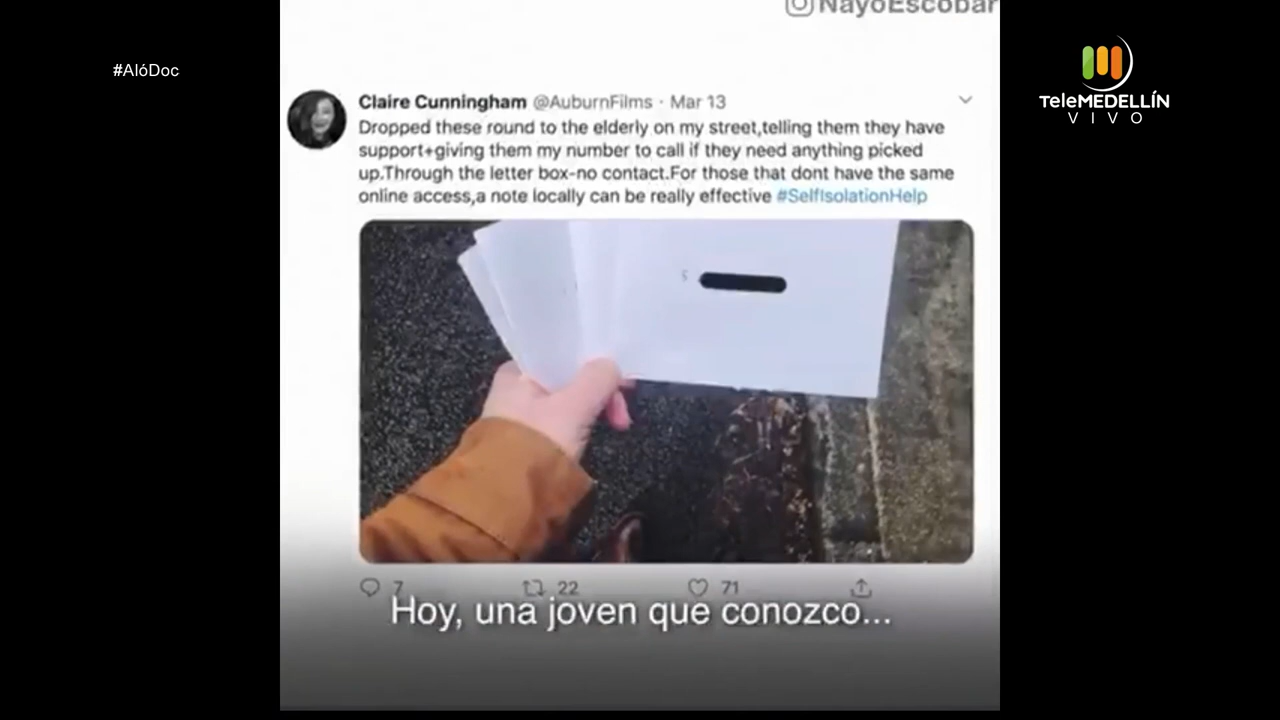 NayoEscobar
#AlóDoc
TeleMEDELLÍN
VIVO
Claire Cunningham @AuburnFilms · Mar 13
Dropped these round to the elderly on my street,telling them they have
support+giving them my number to call if they need anything picked
up.Through the letter box-no contact.For those that dont have the same
online access,a note locally can be really effective #SelfIsolationHelp
7 22 71
Hoy, una joven que conozco...